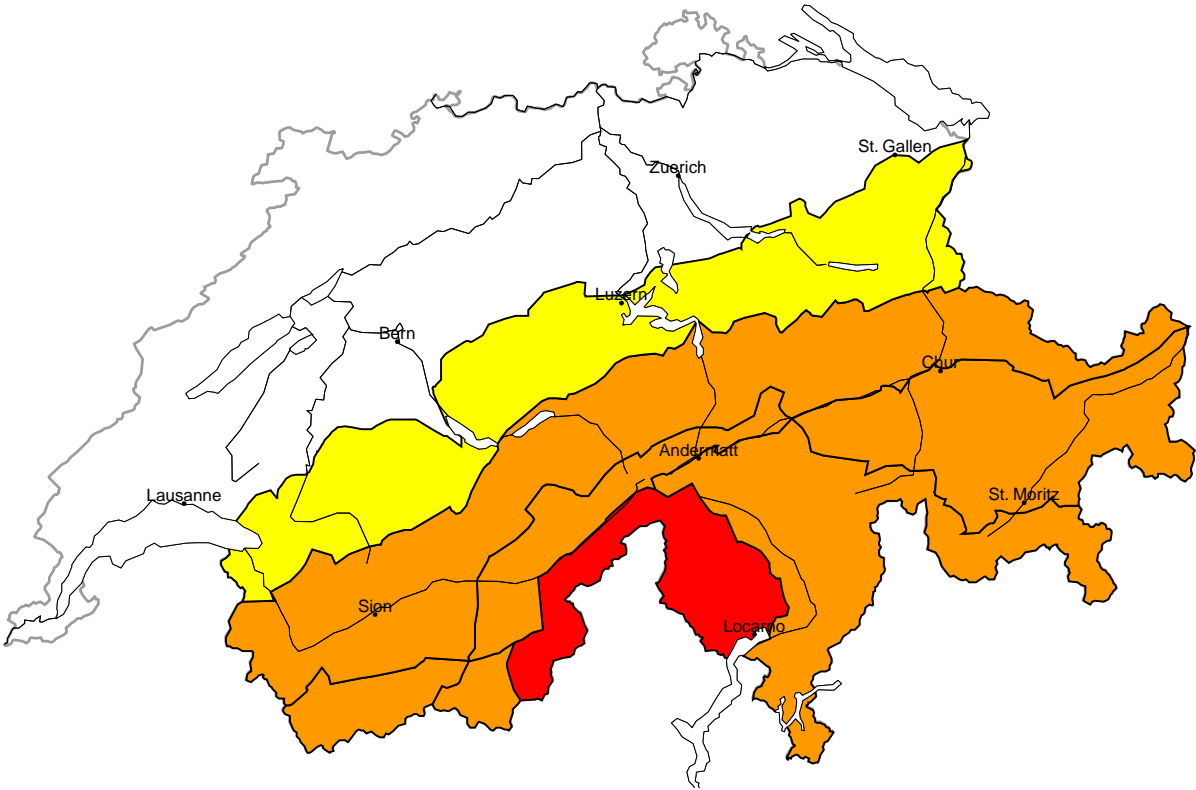 St. Gallen
Zuerich
Luzern
Bern
Chur
Andermatt
Lausanne
St. Moritz
Sion
Locarno